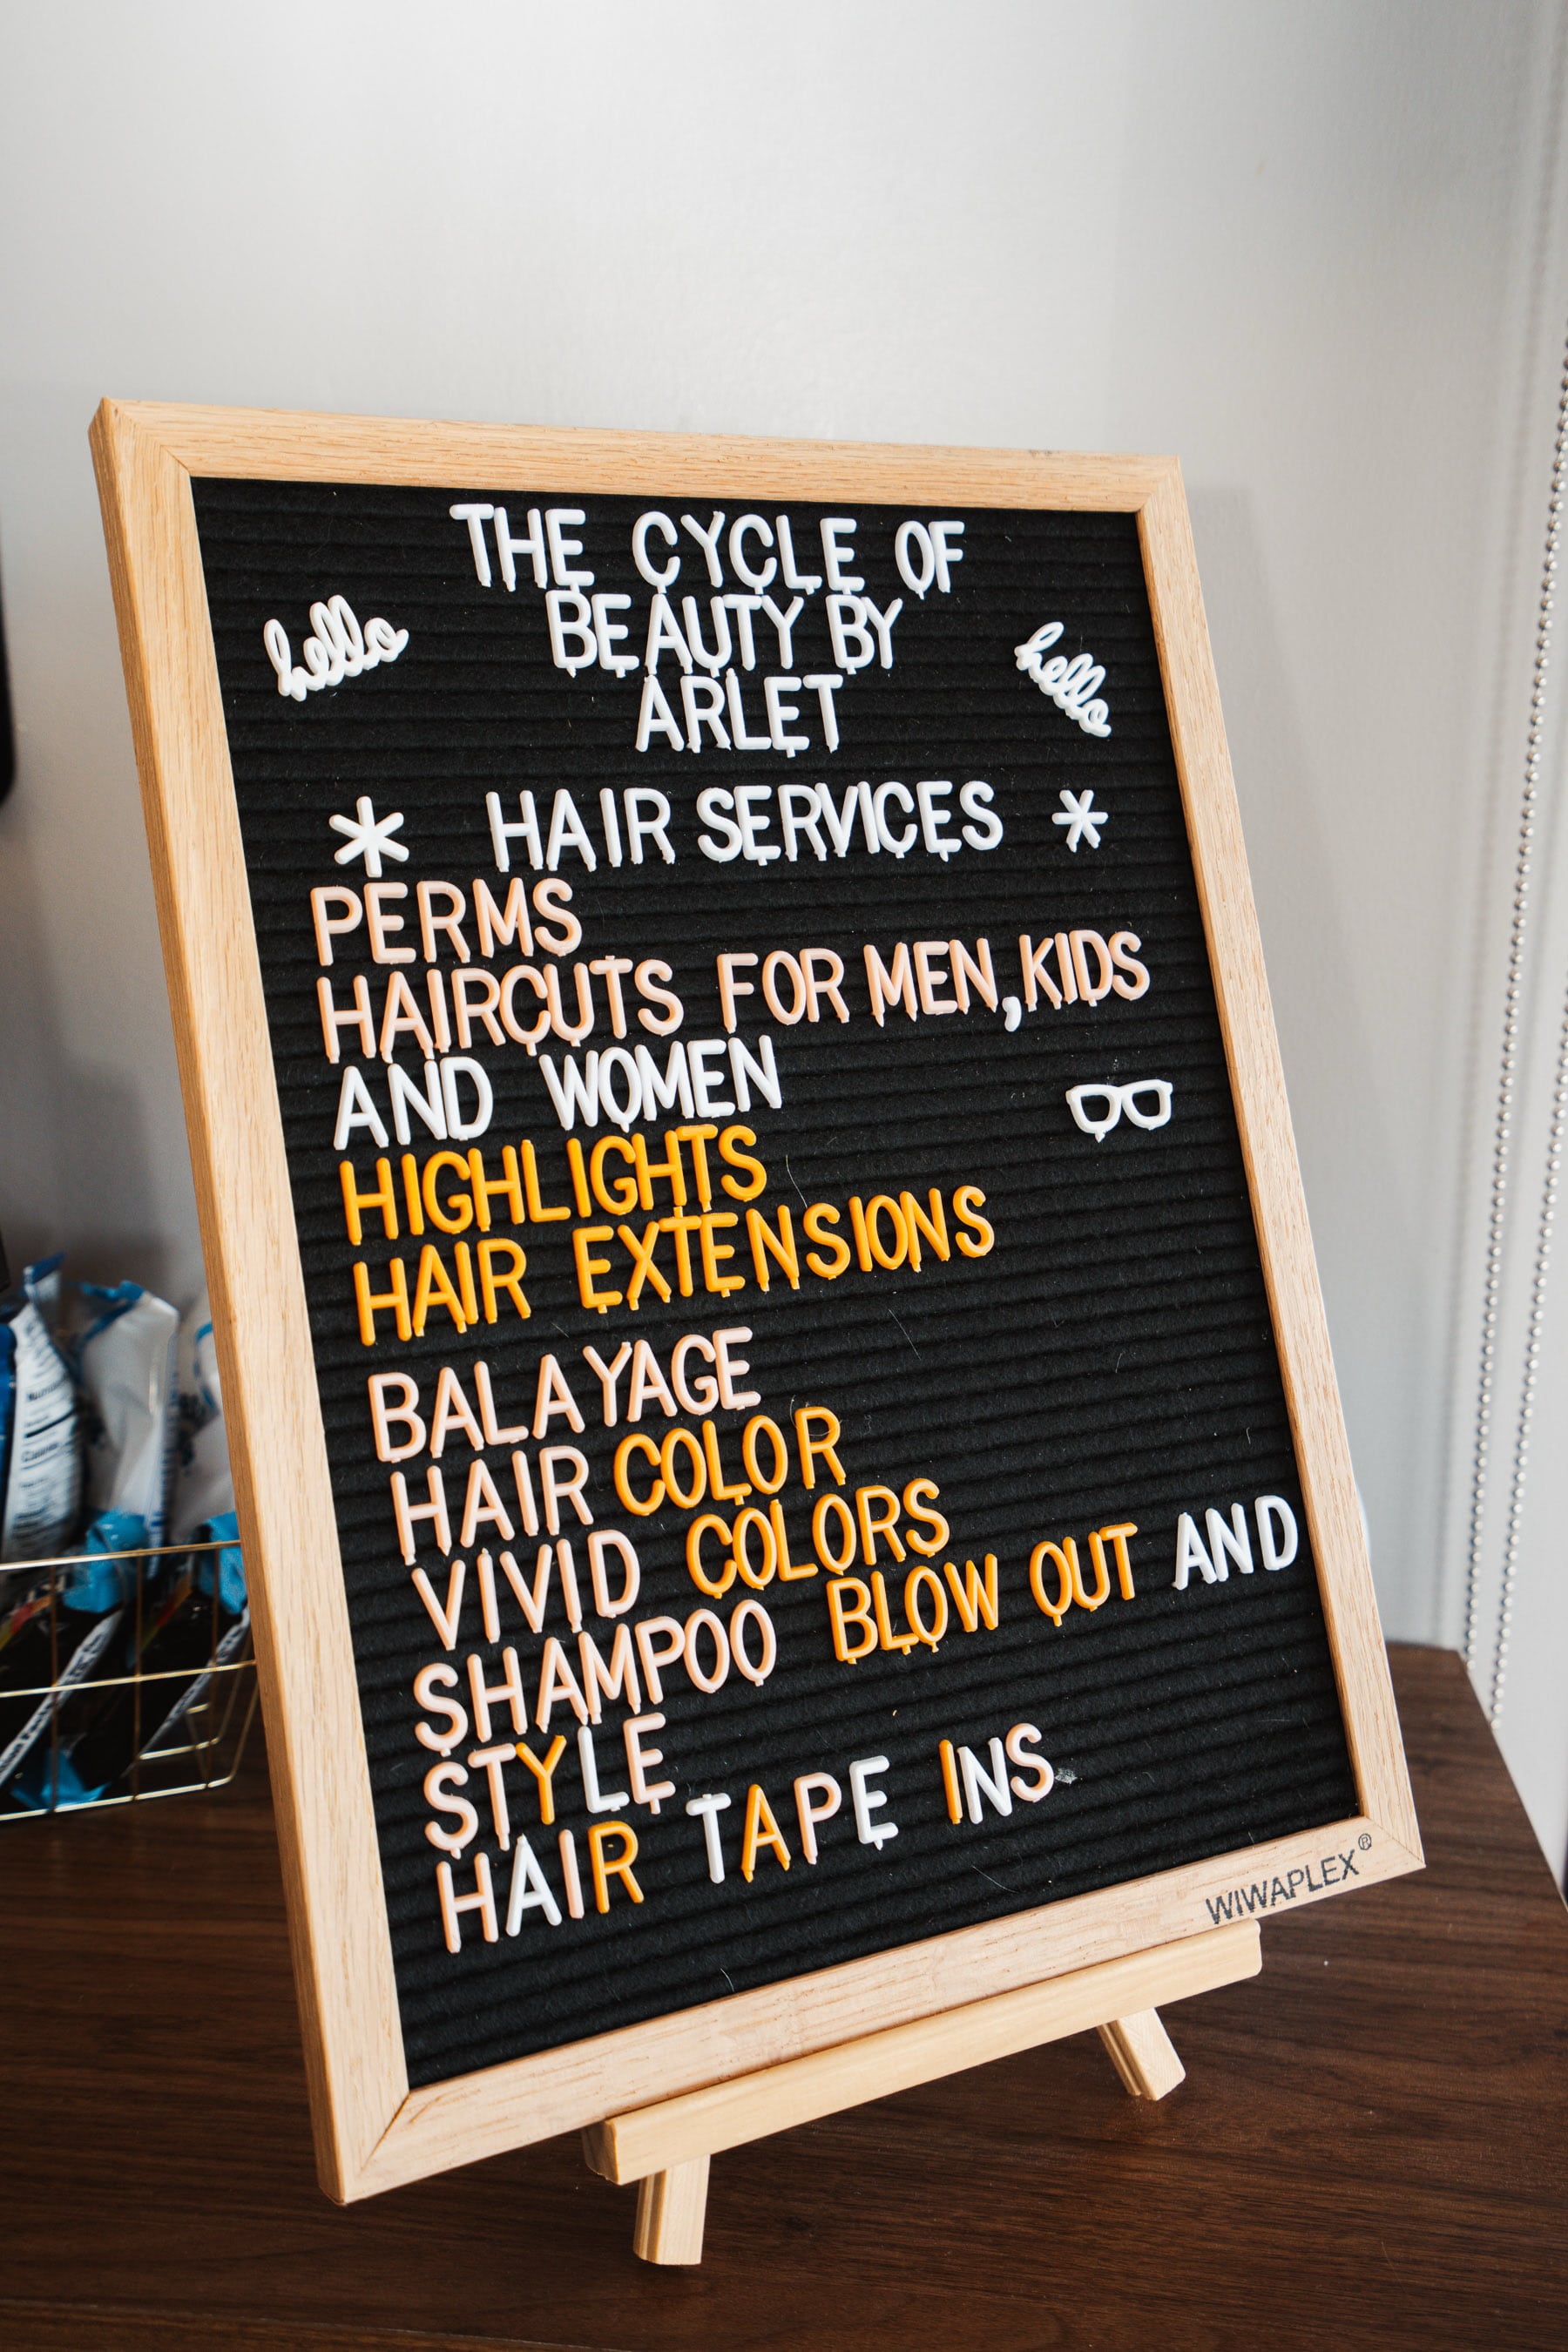 THE CYCLE OF
BEAUTY BY
ARLET
hello
hello
* HAIR SERVICES *
PERMS
HAIRCUTS FOR MEN,KIDS
AND WOMEN
HIGHLIGHTS
HAIR EXTENSIONS
BALAYAGE
HAIR COLOR
VIVID COLORS
SHAMPOO BLOW OUT AND
STYLE
HAIR TAPE INS
WIWAPLEX®